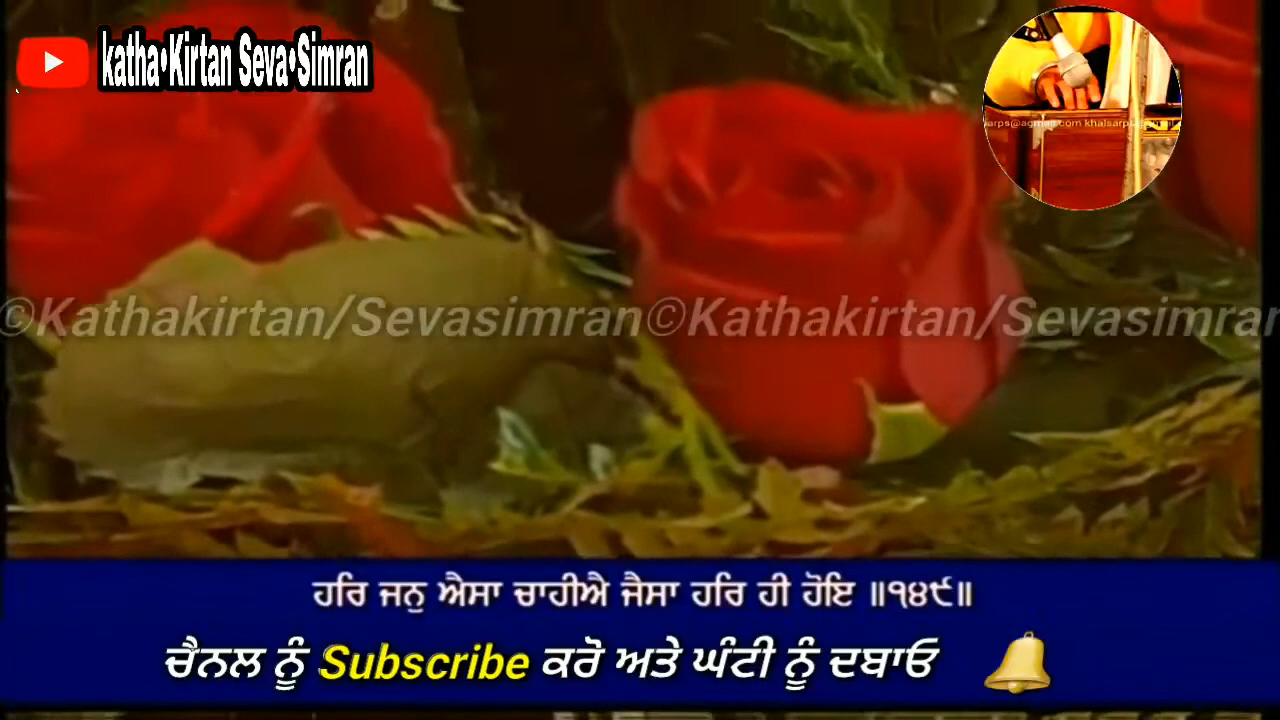 katha•Kirtan Seva•Simran
©Kathakirtan/Sevasimran©Kathakirtan/Sevasimran
ਹਰਿ ਜਨੁ ਐਸਾ ਚਾਹੀਐ ਜੈਸਾ ਹਰਿ ਹੀ ਹੋਇ ॥੧੪੯॥
ਚੈਨਲ ਨੂੰ Subscribe ਕਰੋ ਅਤੇ ਘੰਟੀ ਨੂੰ ਦਬਾਓ